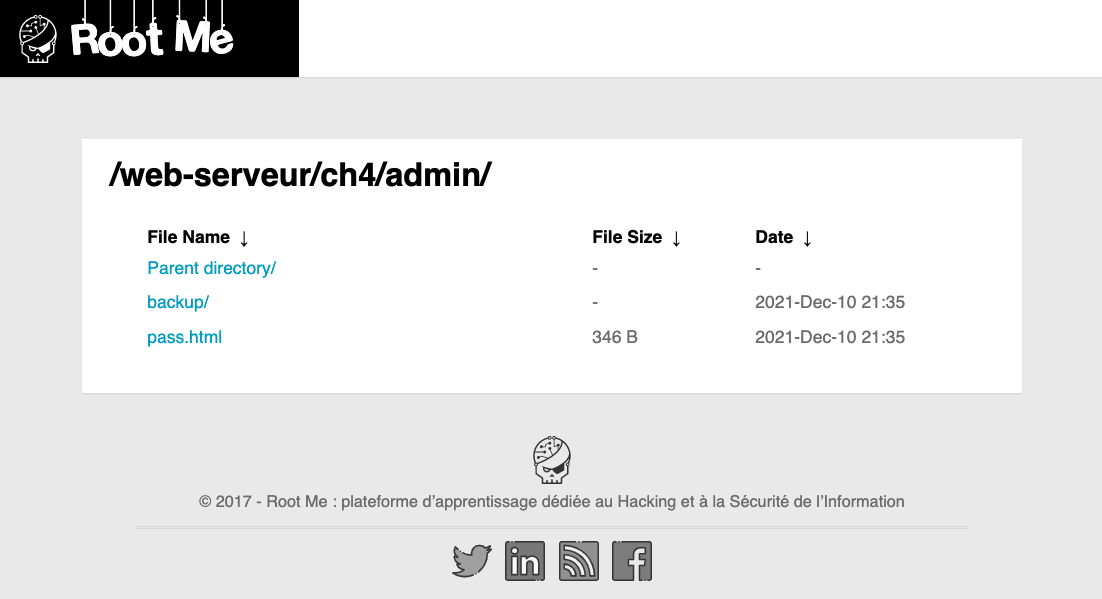 Root Me
/web-serveur/ch4/admin/
File Name ↓ File Size ↓ Date ↓
Parent directory/ - -
backup/ - 2021-Dec-10 21:35
pass.html 346 B 2021-Dec-10 21:35
© 2017 - Root Me : plateforme d’apprentissage dédiée au Hacking et à la Sécurité de l’Information
in f